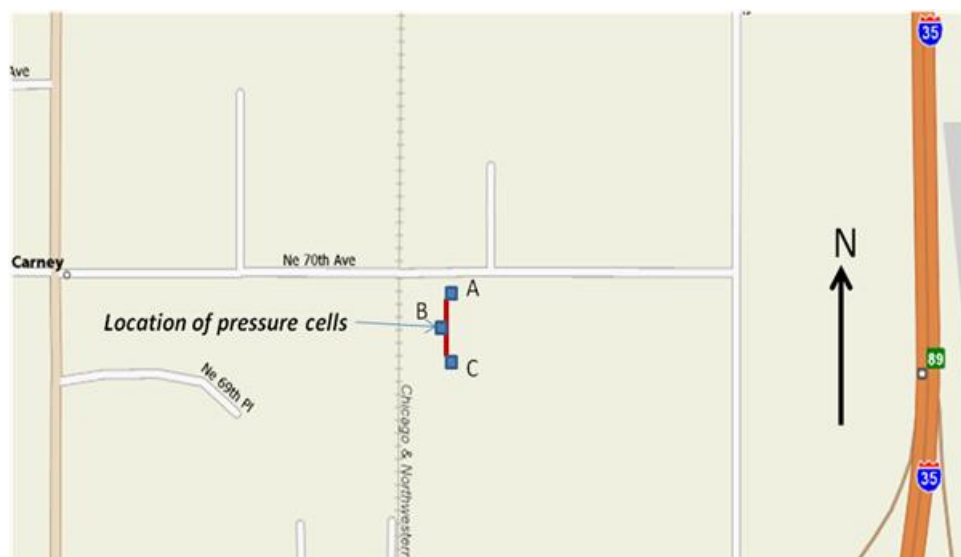 35
Ave
N
Carney
Ne 70th Ave
A
B
Location of pressure cells
C
89
Ne 69th Pl
Chicago & Northwestern
35